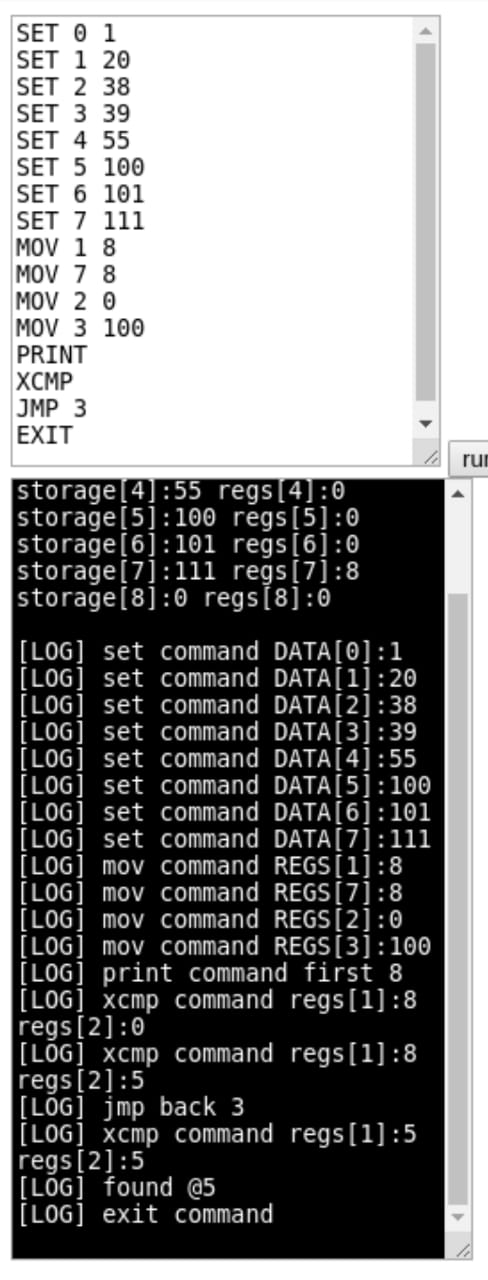 SET 0 1
SET 1 20
SET 2 38
SET 3 39
SET 4 55
SET 5 100
SET 6 101
SET 7 111
MOV 1 8
MOV 7 8
MOV 2 0
MOV 3 100
PRINT
XCMP
JMP 3
EXIT
storage[4]:55 regs[4]:0
storage[5]:100 regs[5]:0
storage[6]:101 regs[6]:0
storage[7]:111 regs[7]:8
storage[8]:0 regs[8]:0
[LOG] set command DATA[0]:1
[LOG] set command DATA[1]:20
[LOG] set command DATA[2]:38
[LOG] set command DATA[3]:39
[LOG] set command DATA[4]:55
[LOG] set command DATA[5]:100
[LOG] set command DATA[6]:101
[LOG] set command DATA[7]:111
[LOG] mov command REGS[1]:8
[LOG] mov command REGS[7]:8
[LOG] mov command REGS[2]:0
[LOG] mov command REGS[3]:100
[LOG] print command first 8
[LOG] xcmp command regs[1]:8
regs[2]:0
[LOG] xcmp command regs[1]:8
regs[2]:5
[LOG] jmp back 3
[LOG] xcmp command regs[1]:5
regs[2]:5
[LOG] found @5
[LOG] exit command